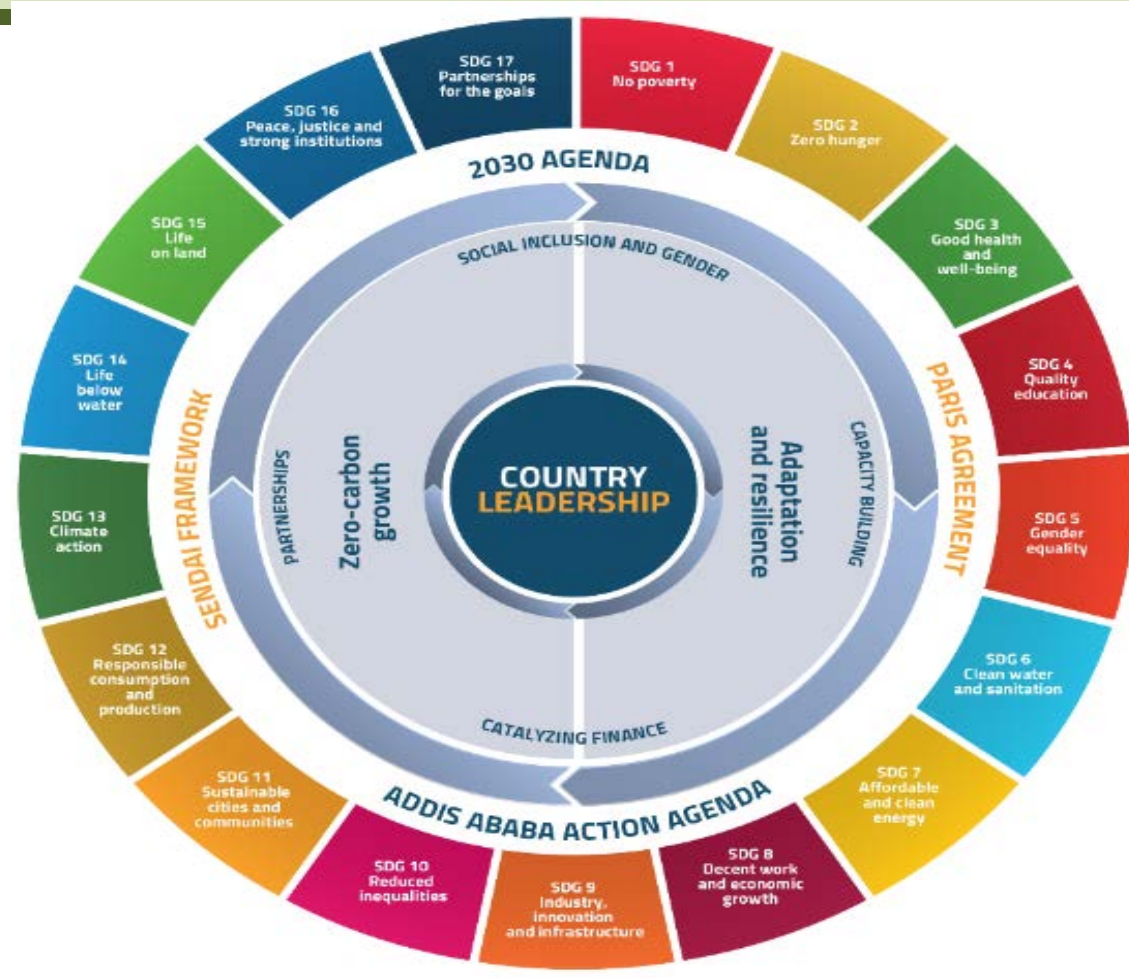 SDG 1
No poverty
SDG 2
Zero hunger
SDG 3
Good health
and
well-being
SDG 4
Quality
education
SDG 5
Gender
equality
SDG 6
Clean water
and sanitation
SDG 7
Affordable
and clean
energy
SDG 8
Decent work
and economic
growth
SDG 9
Industry,
innovation
and infrastructure
SDG 10
Reduced
inequalities
SDG 11
Sustainable
cities and
communities
SDG 12
Responsible
consumption
and
production
SDG 13
Climate
action
SDG 14
Life
below
water
SDG 15
Life
on land
SDG 16
Peace, justice and
strong institutions
SDG 17
Partnerships
for the goals
2030 AGENDA
PARIS AGREEMENT
ADDIS ABABA ACTION AGENDA
SENDAI FRAMEWORK
SOCIAL INCLUSION AND GENDER
CAPACITY BUILDING
CATALYZING FINANCE
PARTNERSHIPS
Zero-carbon
growth
Adaptation
and resilience
COUNTRY
LEADERSHIP